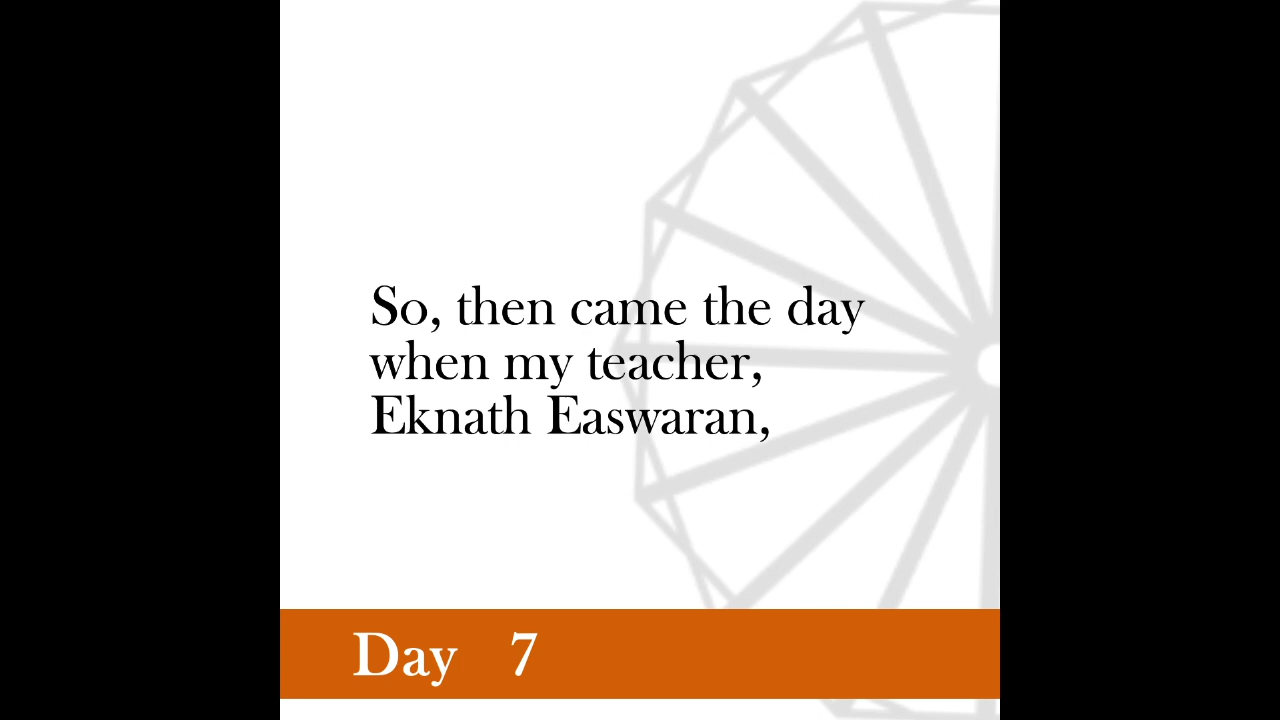 So, then came the day
when my teacher,
Eknath Easwaran,
Day 7